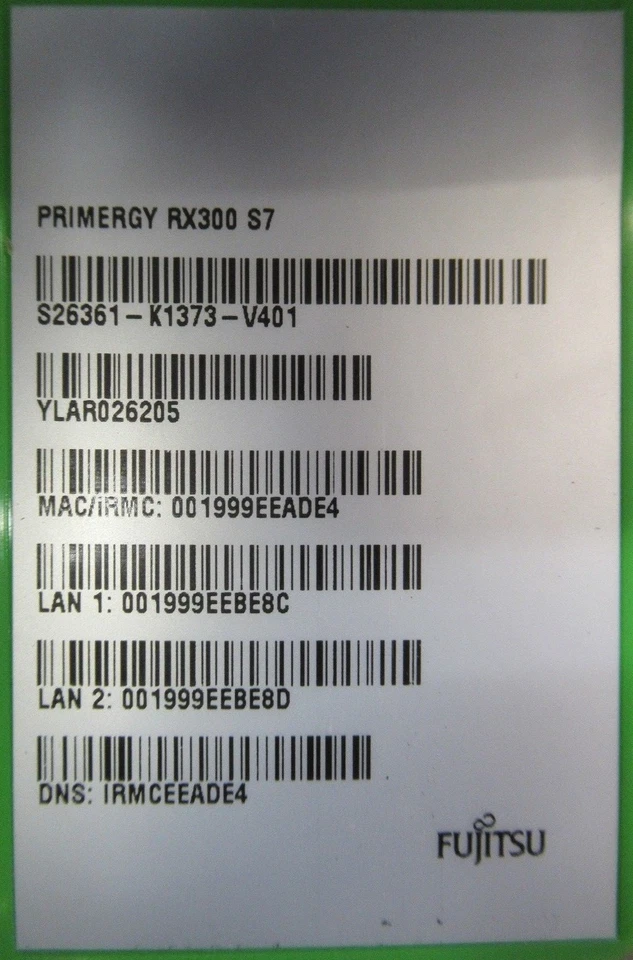 PRIMERGY RX300 S7
S26361-K1373-V401
YLAR026205
MAC/IRMC: 001999EEADE4
LAN 1: 001999EEBE8C
LAN 2: 001999EEBE8D
DNS: IRMCEEADE4
FUJITSU